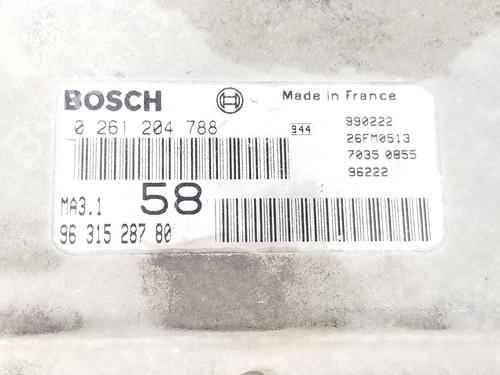 BOSCH
Made in France
0 261 204 788
944
990222
26FM0513
7035 0855
96222
MA3.1
58
96 315 287 80